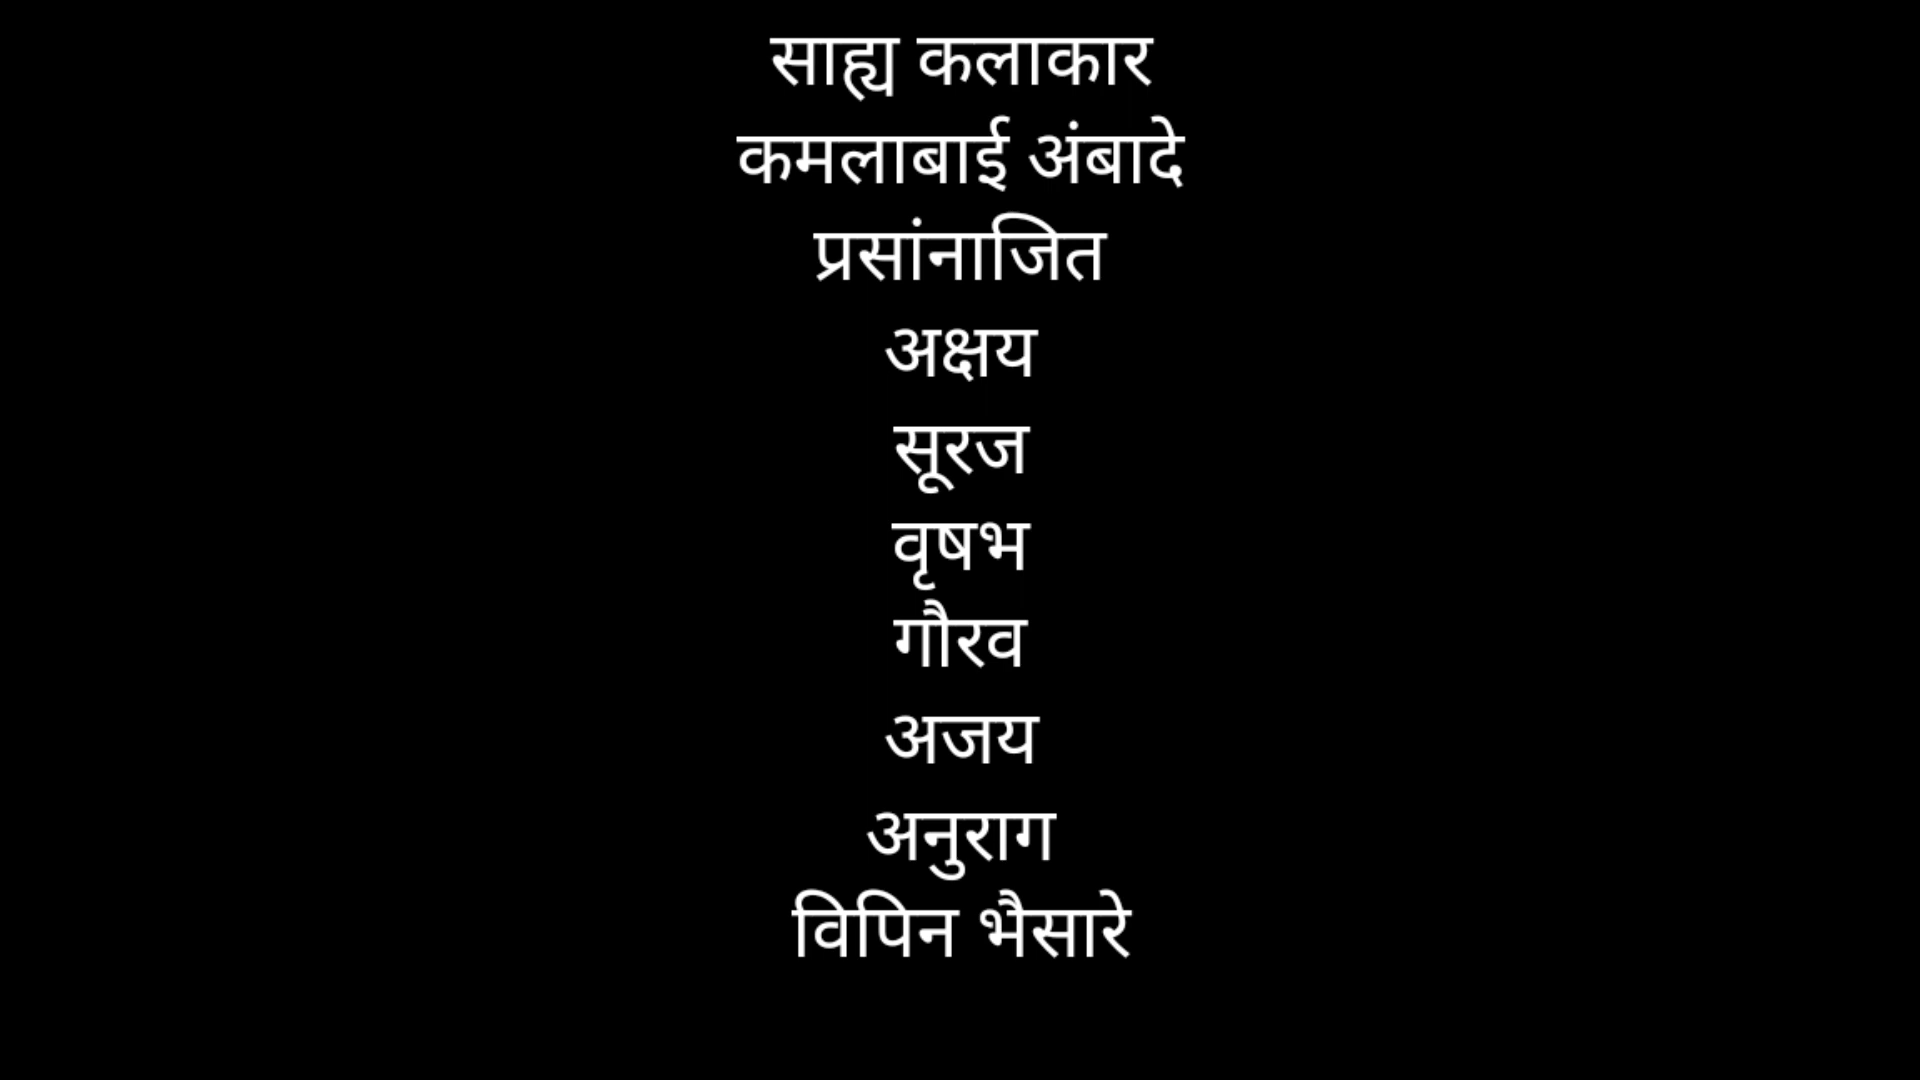 साह्य कलाकार
कमलाबाई अंबादे
प्रसांनाजित
अक्षय
सूरज
वृषभ
गौरव
अजय
अनुराग
विपिन भैसारे